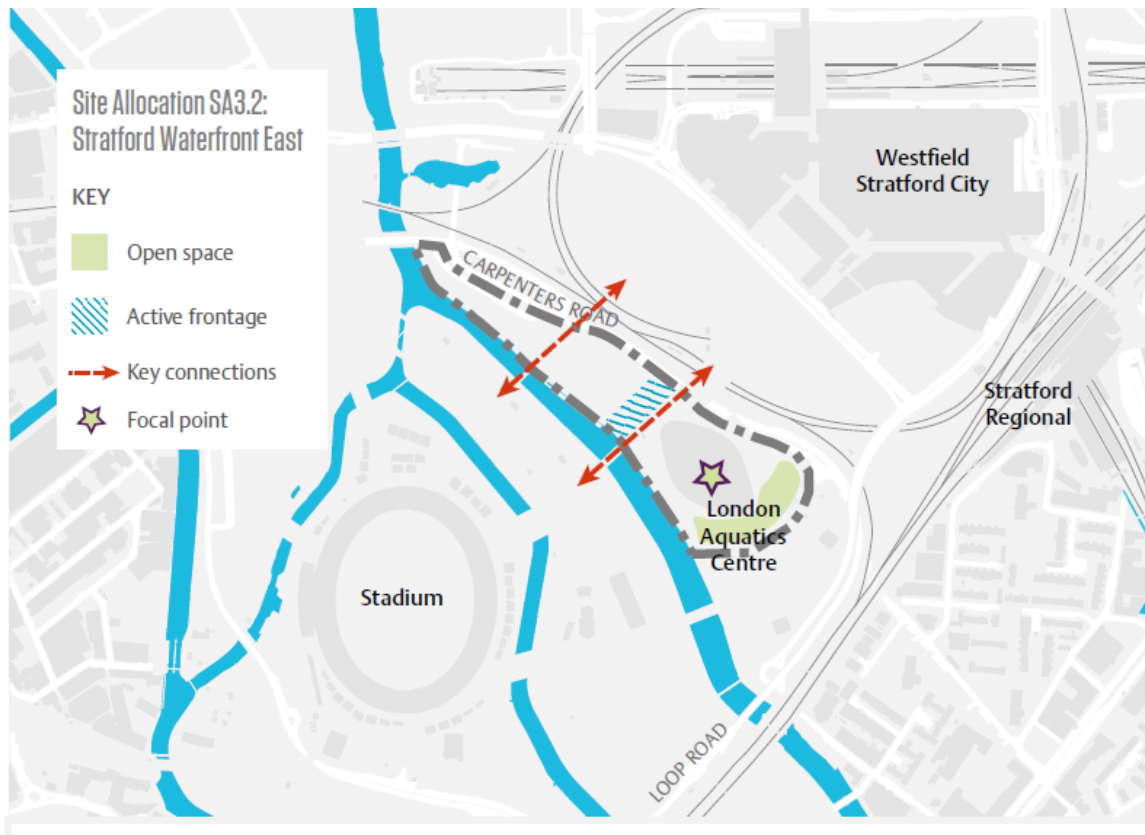 Site Allocation SA3.2:
Stratford Waterfront East
KEY
Open space
Active frontage
Key connections
Focal point
Westfield
Stratford City
CARPENTERS ROAD
Stratford
Regional
London
Aquatics
Centre
Stadium
LOOP ROAD